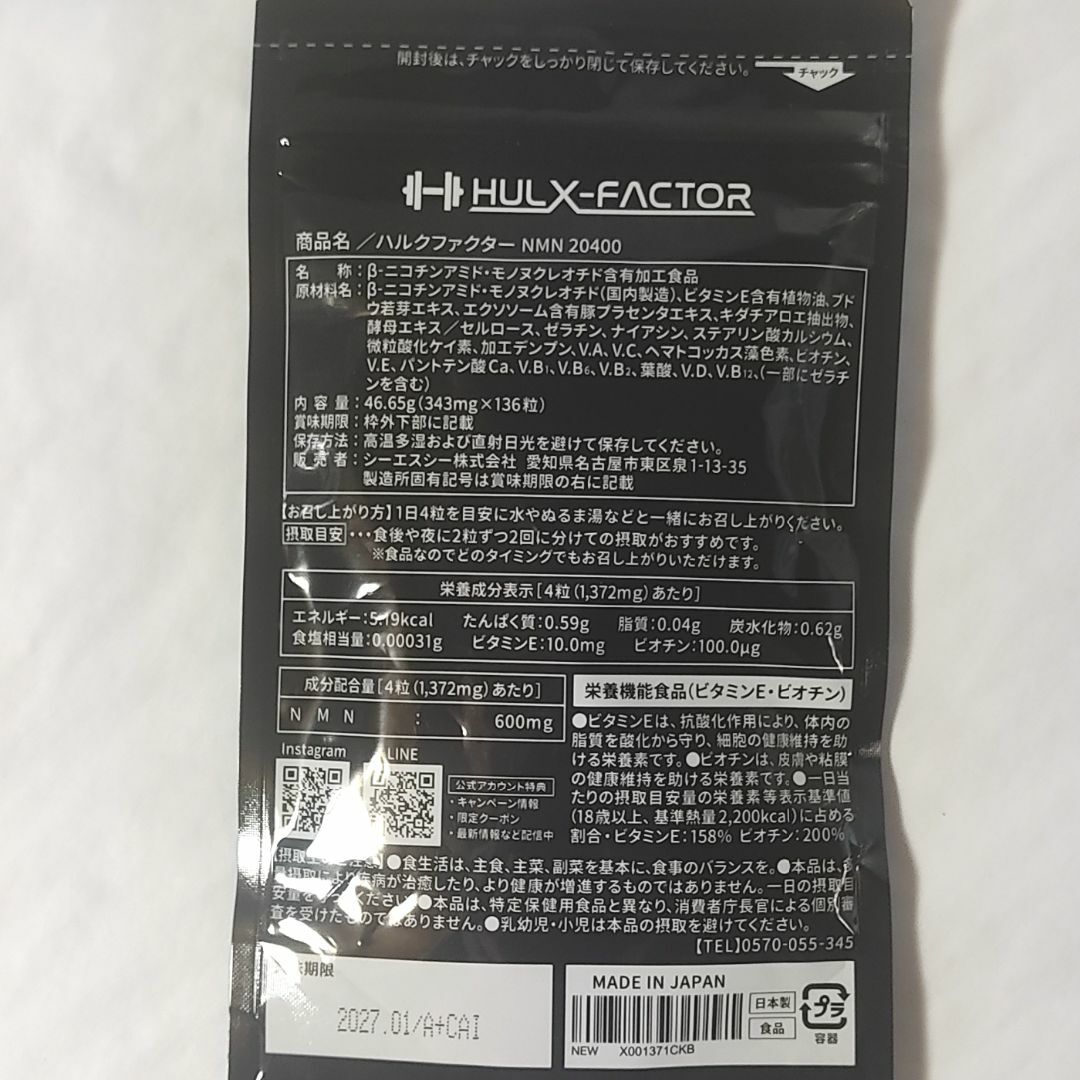 開封後は、チャックをしっかり閉じて保存してください。
チャック
HULX-FACTOR
商品名／ハルクファクター NMN 20400
名　　称：β-ニコチンアミド・モノヌクレオチド含有加工食品
原材料名：β-ニコチンアミド・モノヌクレオチド(国内製造)、ビタミンE含有植物油、ブド
ウ若芽エキス、エクソソーム含有豚プラセンタエキス、キダチアロエ抽出物、
酵母エキス／セルロース、ゼラチン、ナイアシン、ステアリン酸カルシウム、
微粒酸化ケイ素、加工デンプン、V.A、V.C、ヘマトコッカス藻色素、ビオチン、
V.E、パントテン酸Ca、V.B₁、V.B₆、V.B₂、葉酸、V.D、V.B₁₂、(一部にゼラチ
ンを含む)
内容量：46.65g(343mg×136粒)
賞味期限：枠外下部に記載
保存方法：高温多湿および直射日光を避けて保存してください。
販売者：シーエスシー株式会社 愛知県名古屋市東区泉1-13-35
製造所固有記号は賞味期限の右に記載
【お召し上がり方】1日4粒を目安に水やぬるま湯などと一緒にお召し上がりください。
摂取目安・・・食後や夜に2粒ずつ2回に分けての摂取がおすすめです。
※食品なのでどのタイミングでもお召し上がりいただけます。
栄養成分表示[4粒(1,372mg)あたり]
エネルギー：5.19kcal　たんぱく質：0.59g　脂質：0.04g　炭水化物：0.62g
食塩相当量：0.00031g　ビタミンE：10.0mg　ビオチン：100.0μg
成分配合量[4粒(1,372mg)あたり]
NMN　：　600mg
Instagram
LINE
公式アカウント特典
・キャンペーン情報
・限定クーポン
・最新情報など配信中
栄養機能食品(ビタミンE・ビオチン)
●ビタミンEは、抗酸化作用により、体内の
脂質を酸化から守り、細胞の健康維持を助
ける栄養素です。●ビオチンは、皮膚や粘膜
の健康維持を助ける栄養素です。●一日当
たりの摂取目安量の栄養素等表示基準値
(18歳以上、基準熱量2,200kcal)に占める
割合・ビタミンE：158% ビオチン：200%
●食生活は、主食、主菜、副菜を基本に、食事のバランスを。●本品は、多
量摂取により疾病が治癒したり、より健康が増進するものではありません。一日の摂取目
安量を ください。●本品は、特定保健用食品と異なり、消費者庁長官による個別審
査を受けたものではありません。●乳幼児・小児は本品の摂取を避けてください。
【TEL】0570-055-345
期限
2027.01/A+CAI
MADE IN JAPAN
日本製
食品
プラ
容器
NEW X001371CKB